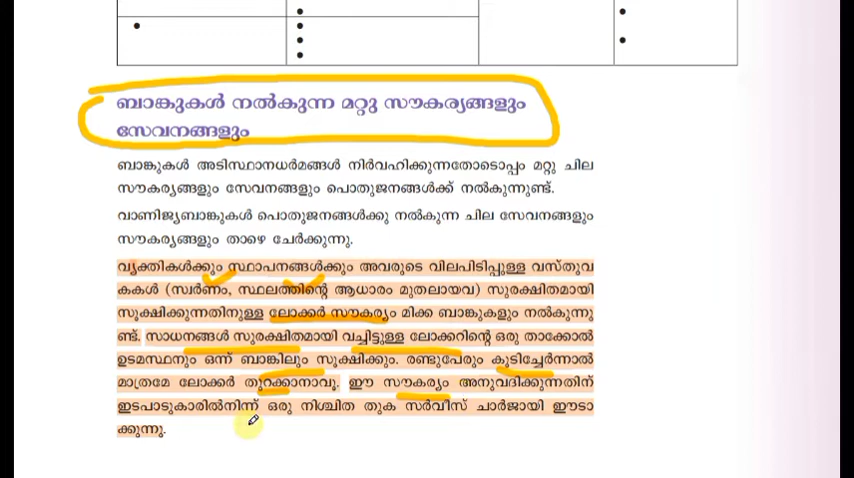 ബാങ്കുകൾ നൽകുന്ന മറ്റു സൗകര്യങ്ങളും
സേവനങ്ങളും
ബാങ്കുകൾ അടിസ്ഥാനധർമങ്ങൾ നിർവഹിക്കുന്നതോടൊപ്പം മറ്റു ചില
സൗകര്യങ്ങളും സേവനങ്ങളും പൊതുജനങ്ങൾക്ക് നൽകുന്നുണ്ട്.
വാണിജ്യബാങ്കുകൾ പൊതുജനങ്ങൾക്കു നൽകുന്ന ചില സേവനങ്ങളും
സൗകര്യങ്ങളും താഴെ ചേർക്കുന്നു.
വ്യക്തികൾക്കും സ്ഥാപനങ്ങൾക്കും അവരുടെ വിലപിടിപ്പുള്ള വസ്തുവ
കകൾ (സ്വർണം, സ്ഥലത്തിന്റെ ആധാരം മുതലായവ) സുരക്ഷിതമായി
സൂക്ഷിക്കുന്നതിനുള്ള ലോക്കർ സൗകര്യം മിക്ക ബാങ്കുകളും നൽകുന്നു
ണ്ട്. സാധനങ്ങൾ സുരക്ഷിതമായി വച്ചിട്ടുള്ള ലോക്കറിന്റെ ഒരു താക്കോൽ
ഉടമസ്ഥനും ഒന്ന് ബാങ്കിലും സൂക്ഷിക്കും. രണ്ടുപേരും കൂടിച്ചേർന്നാൽ
മാത്രമേ ലോക്കർ തുറക്കാനാവൂ. ഈ സൗകര്യം അനുവദിക്കുന്നതിന്
ഇടപാടുകാരിൽനിന്ന് ഒരു നിശ്ചിത തുക സർവീസ് ചാർജായി ഈടാ
ക്കുന്നു.